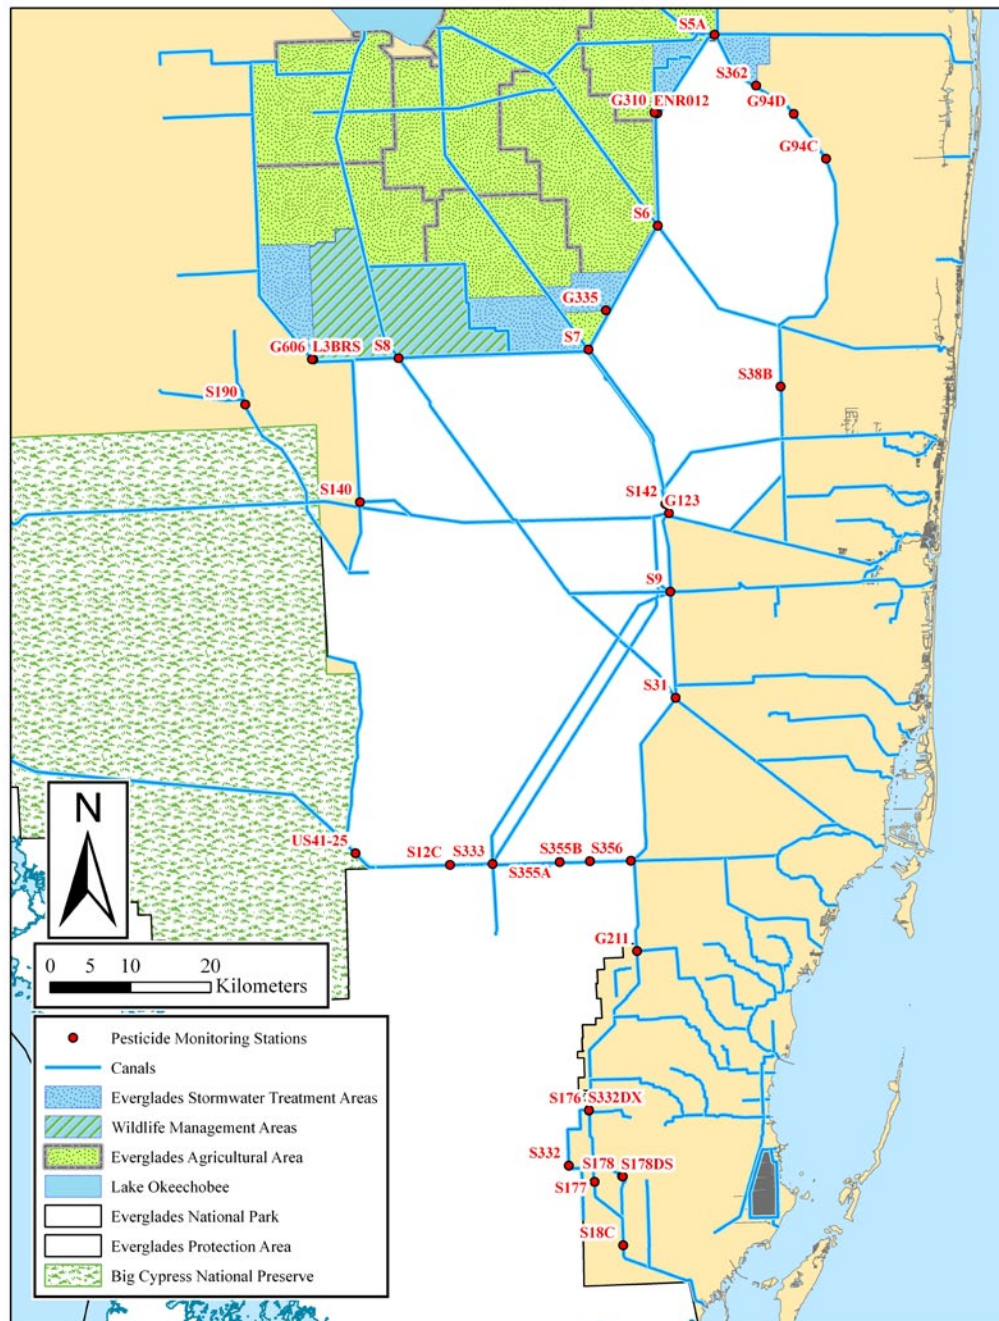 S5A
S362
G310 ENR012
G94D
G94C
S6
G335
S7
G606 L3BRS
S8
S190
S38B
S140
S142
G123
S9
S31
US41-25
S12C
S333
S355A
S355B
S356
G211
S176 S332DX
S332
S178
S178DS
S177
S18C
N
0 5 10 20
Kilometers
Pesticide Monitoring Stations
Canals
Everglades Stormwater Treatment Areas
Wildlife Management Areas
Everglades Agricultural Area
Lake Okeechobee
Everglades National Park
Everglades Protection Area
Big Cypress National Preserve